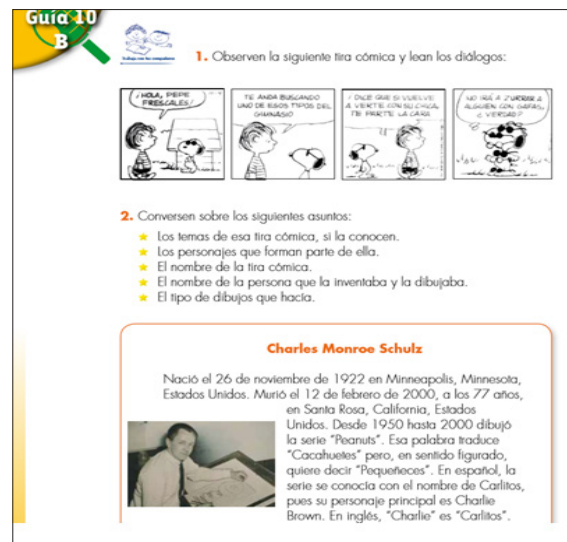 Guía 10
B
Trabaja con tus compañeros
1. Observen la siguiente tira cómica y lean los diálogos:
¡HOLA, PEPE
FRESCALES!
TE ANDA BUSCANDO
UNO DE ESOS TIPOS DEL
GIMNASIO
DICE QUE SI VUELVE
A VERTE CON SU CHICA,
TE PARTE LA CARA
NO IRÁ A ZURRAR A
ALGUIEN CON GAFAS,
¿VERDAD?
2. Conversen sobre los siguientes asuntos:
Los temas de esa tira cómica, si la conocen.
Los personajes que forman parte de ella.
El nombre de la tira cómica.
El nombre de la persona que la inventaba y la dibujaba.
El tipo de dibujos que hacía.
Charles Monroe Schulz
Nació el 26 de noviembre de 1922 en Minneapolis, Minnesota,
Estados Unidos. Murió el 12 de febrero de 2000, a los 77 años,
en Santa Rosa, California, Estados
Unidos. Desde 1950 hasta 2000 dibujó
la serie “Peanuts”. Esa palabra traduce
“Cacahuetes” pero, en sentido figurado,
quiere decir “Pequeñeces”. En español, la
serie se conocía con el nombre de Carlitos,
pues su personaje principal es Charlie
Brown. En inglés, “Charlie” es “Carlitos”.